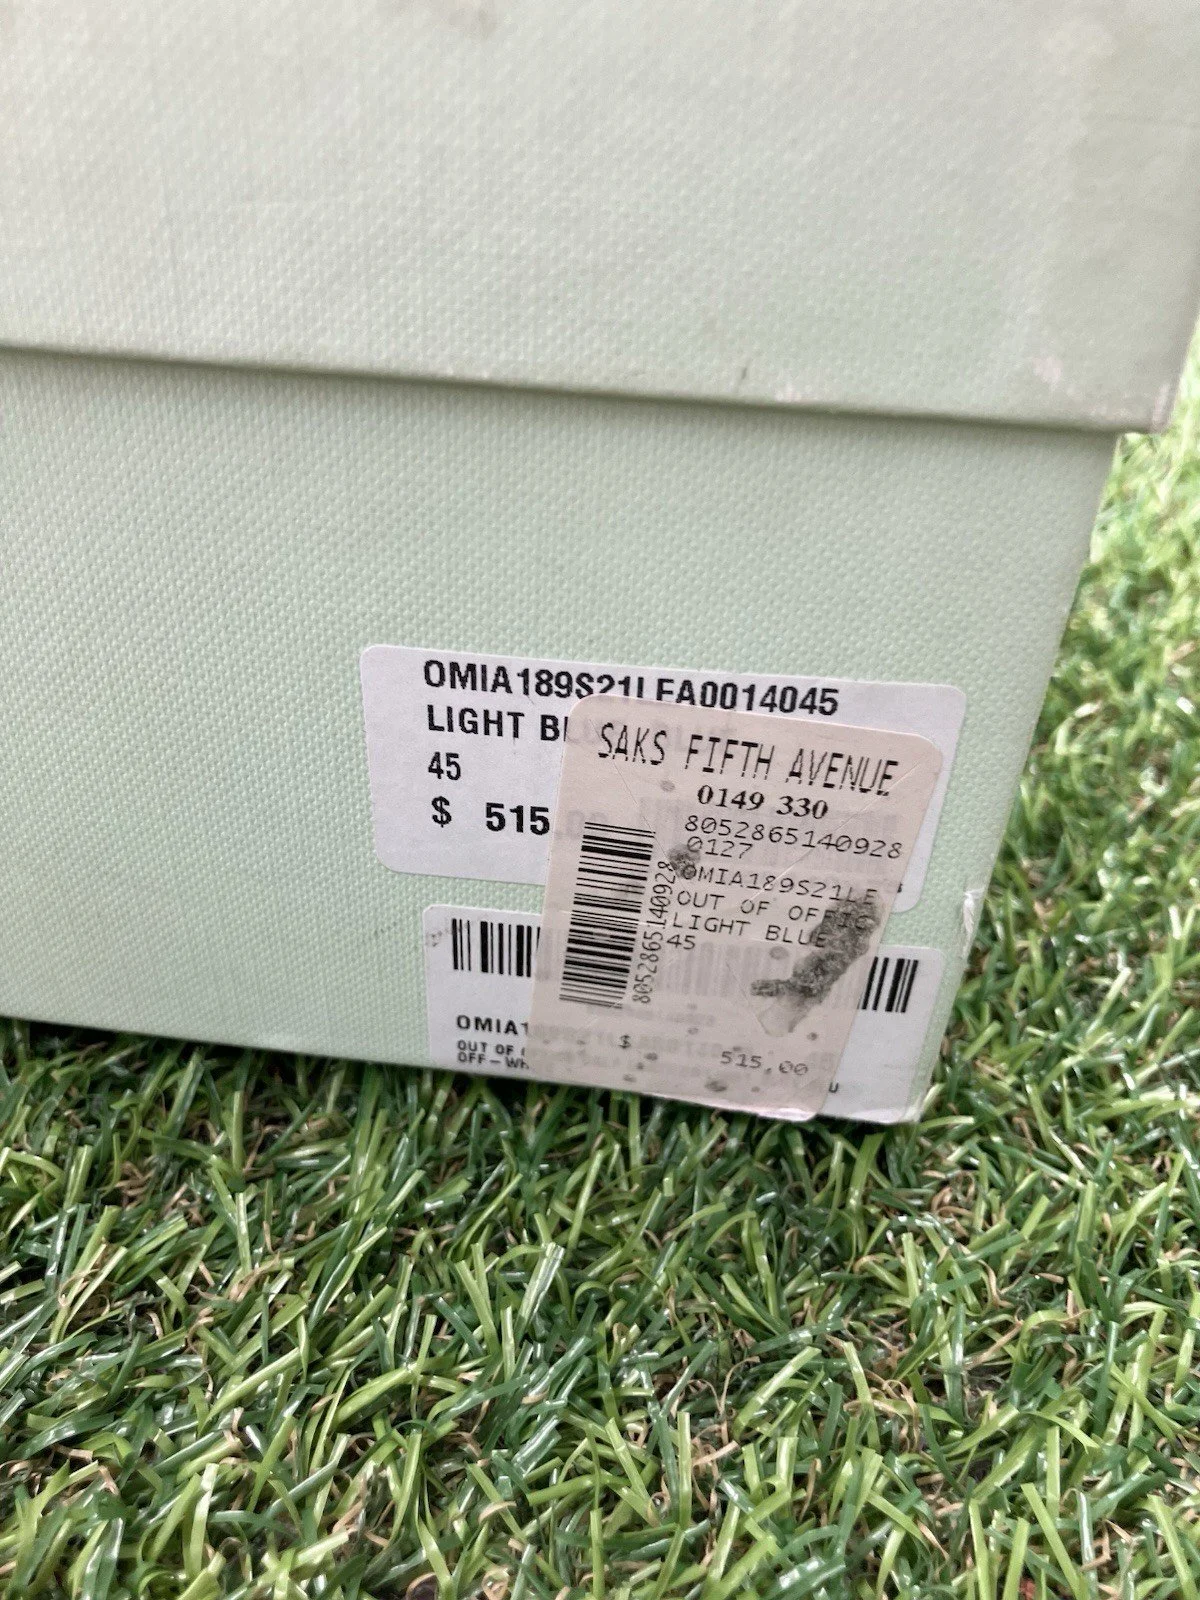 OMIA189S21LEA0014045
LIGHT BL
45
$ 515
SAKS FIFTH AVENUE
0149 330
8052865140928
0127
OMIA189S21LE
OUT OF OFFIC
LIGHT BLUE
45
8052865140928
$ 515.00
OMIA1
OUT OF
OFF-WH
U